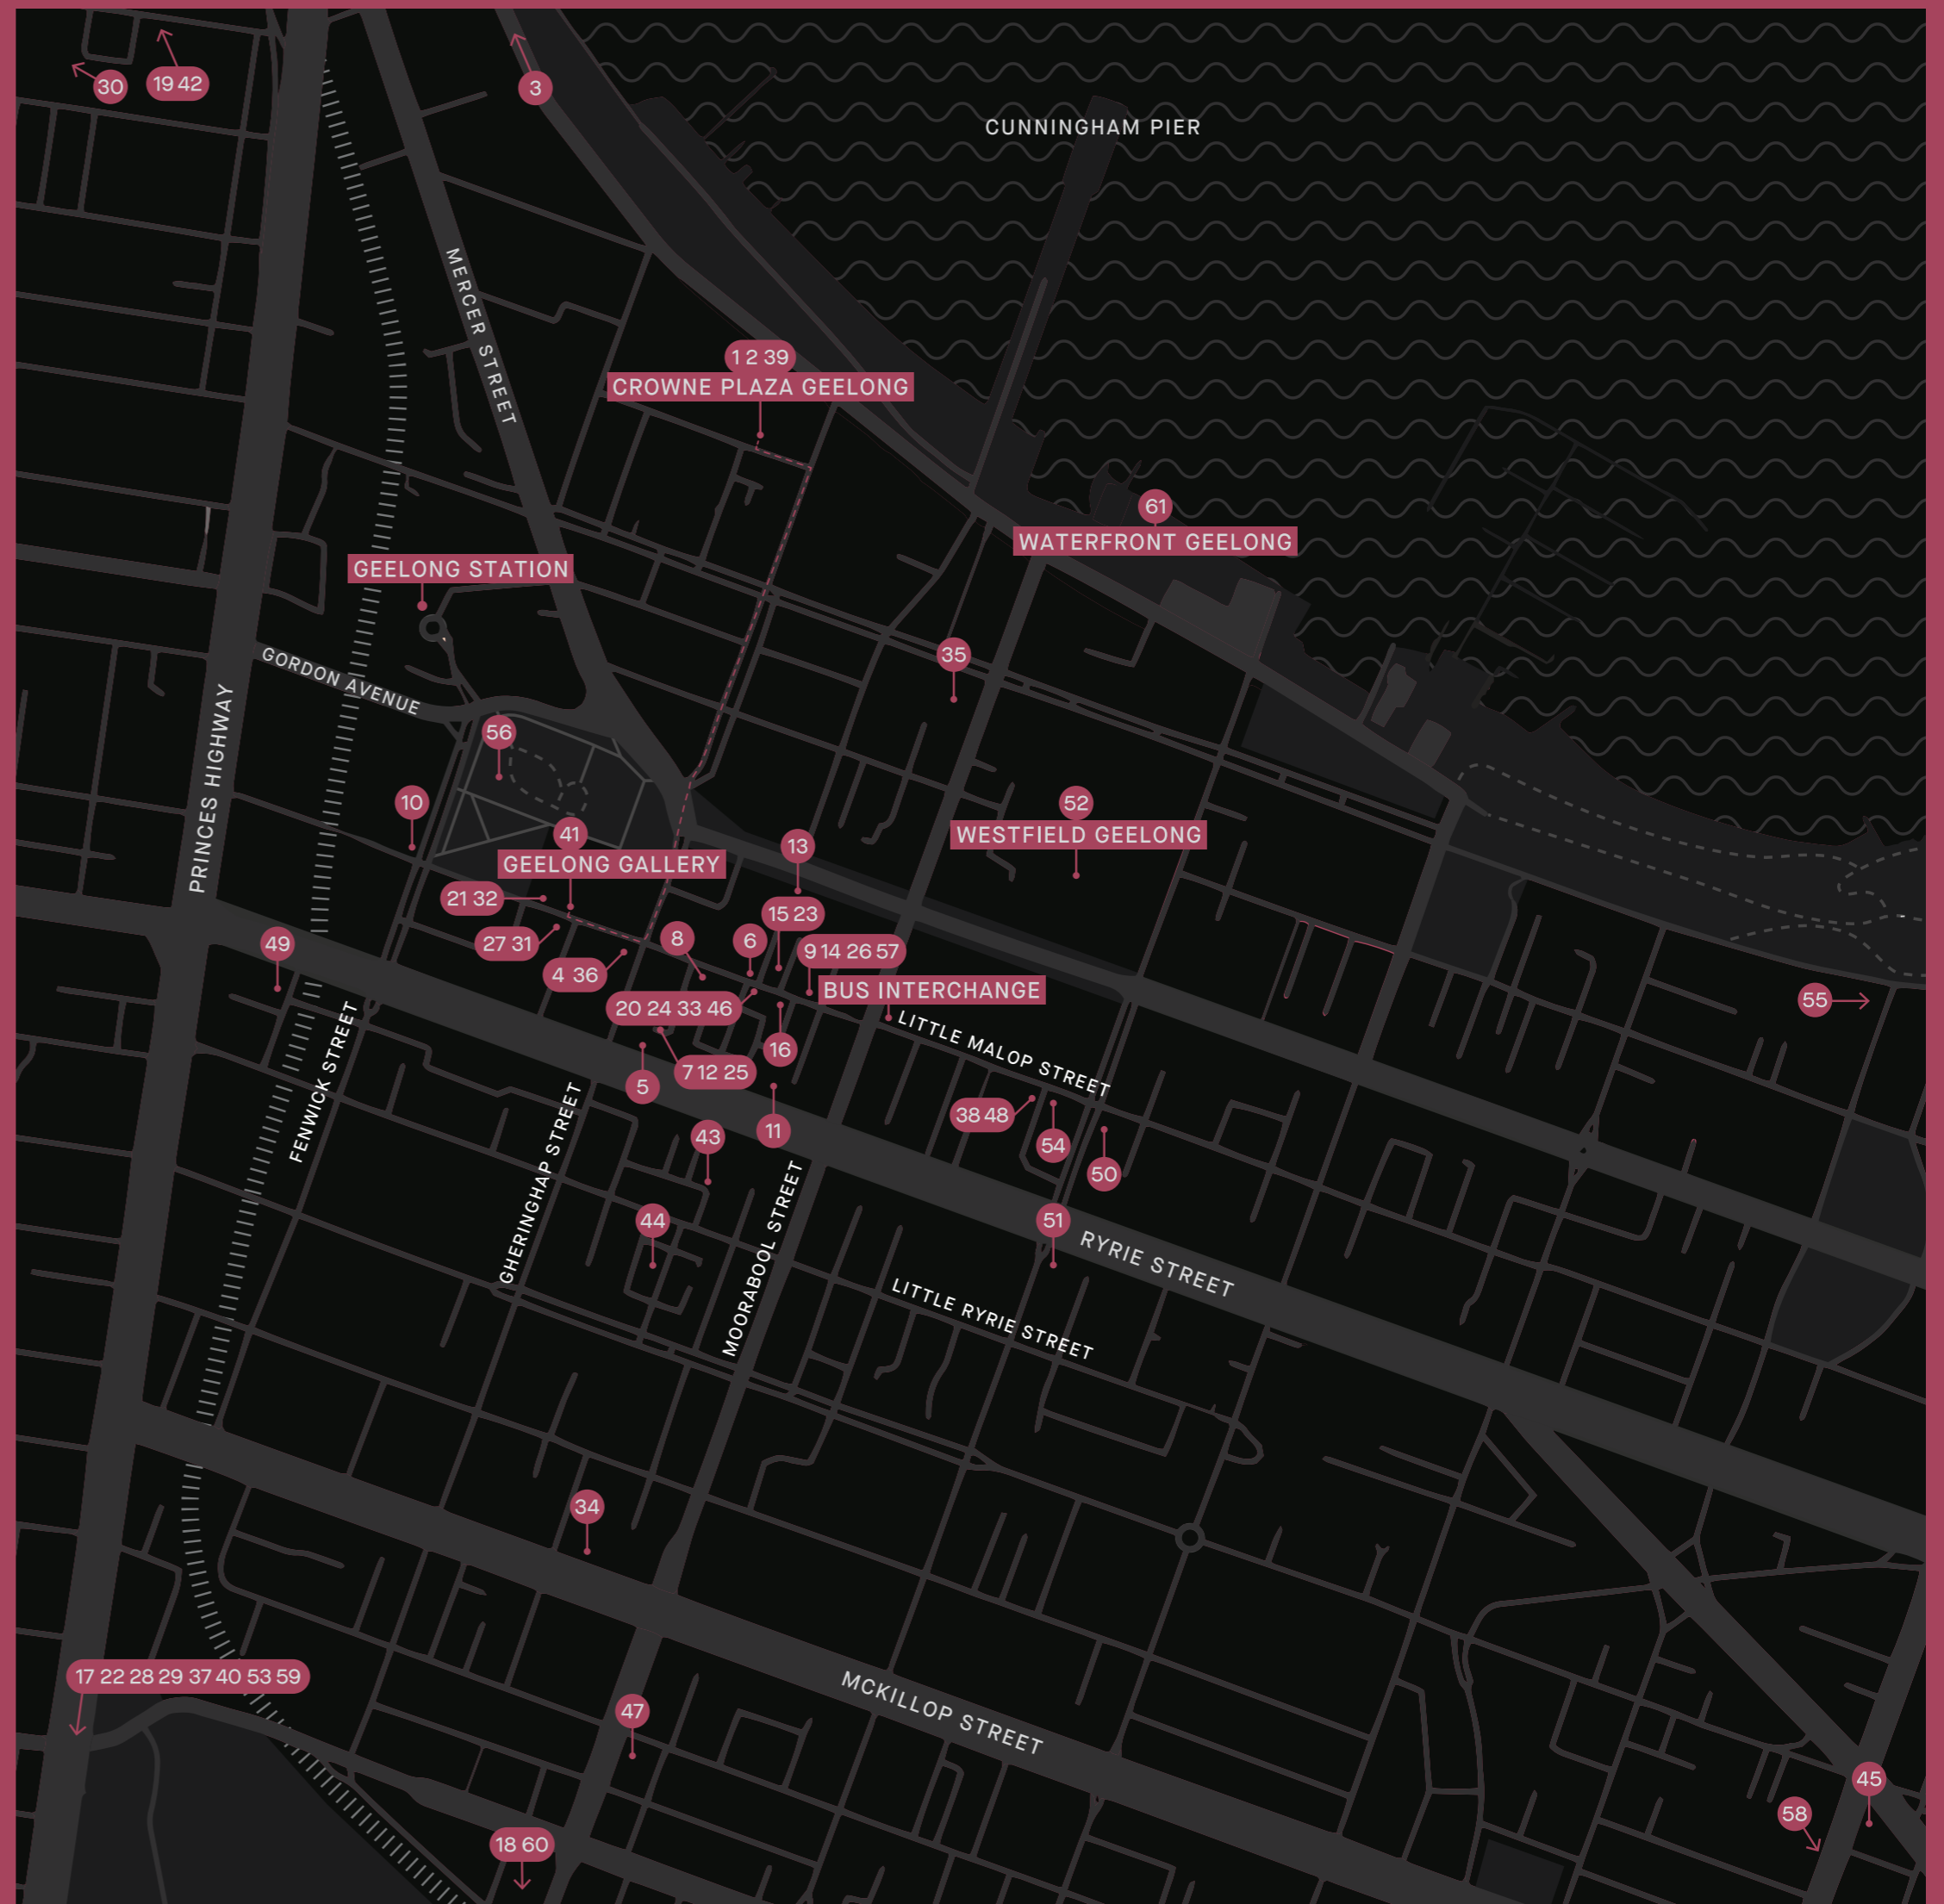 30
19 42
3
CUNNINGHAM PIER
MERCER STREET
1 2 39
CROWNE PLAZA GEELONG
61
WATERFRONT GEELONG
GEELONG STATION
GORDON AVENUE
35
PRINCES HIGHWAY
56
10
52
WESTFIELD GEELONG
41
GEELONG GALLERY
13
21 32
15 23
27 31
49
8
6
9 14 26 57
4 36
BUS INTERCHANGE
20 24 33 46
55
LITTLE MALOP STREET
FENWICK STREET
16
7 12 25
5
GHERINGHAP STREET
38 48
11
43
54
50
MOORABOOL STREET
44
51
RYRIE STREET
LITTLE RYRIE STREET
34
17 22 28 29 37 40 53 59
MCKILLOP STREET
47
45
58
18 60